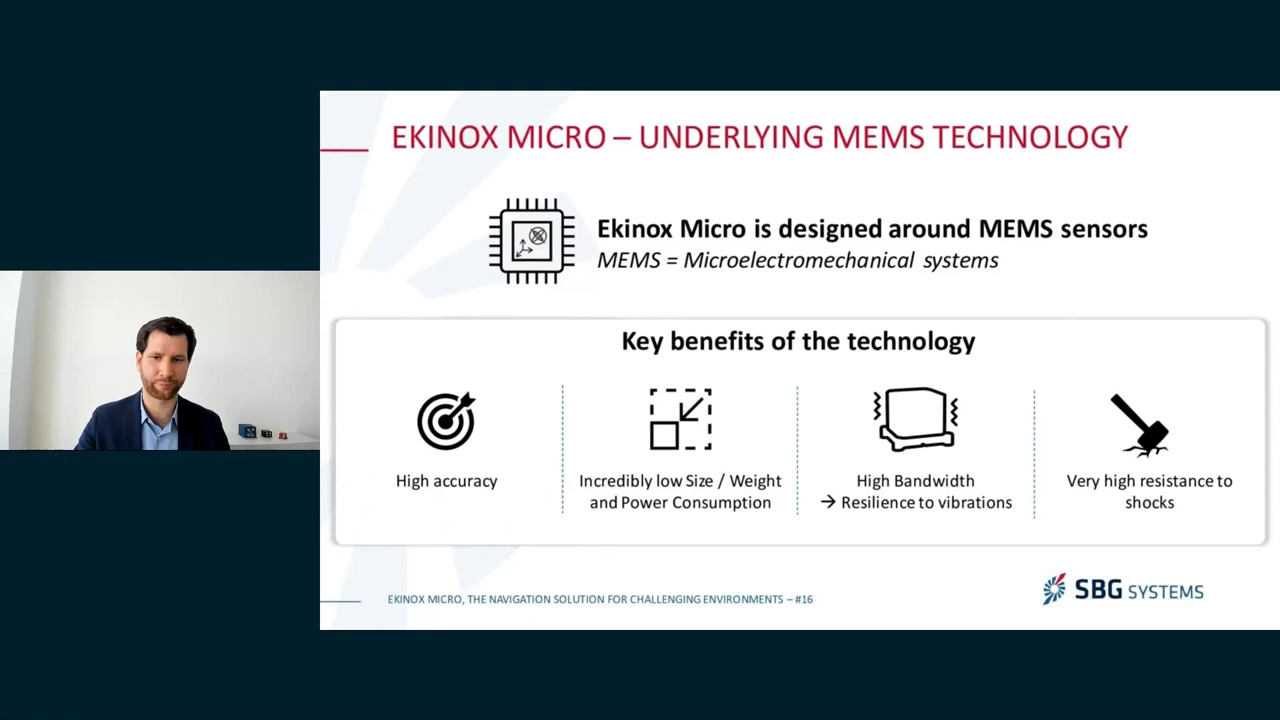 EKINOX MICRO – UNDERLYING MEMS TECHNOLOGY
Ekinox Micro is designed around MEMS sensors
MEMS = Microelectromechanical systems
Key benefits of the technology
High accuracy
Incredibly low Size / Weight
and Power Consumption
High Bandwidth
→ Resilience to vibrations
Very high resistance to
shocks
EKINOX MICRO, THE NAVIGATION SOLUTION FOR CHALLENGING ENVIRONMENTS – #16
SBG SYSTEMS